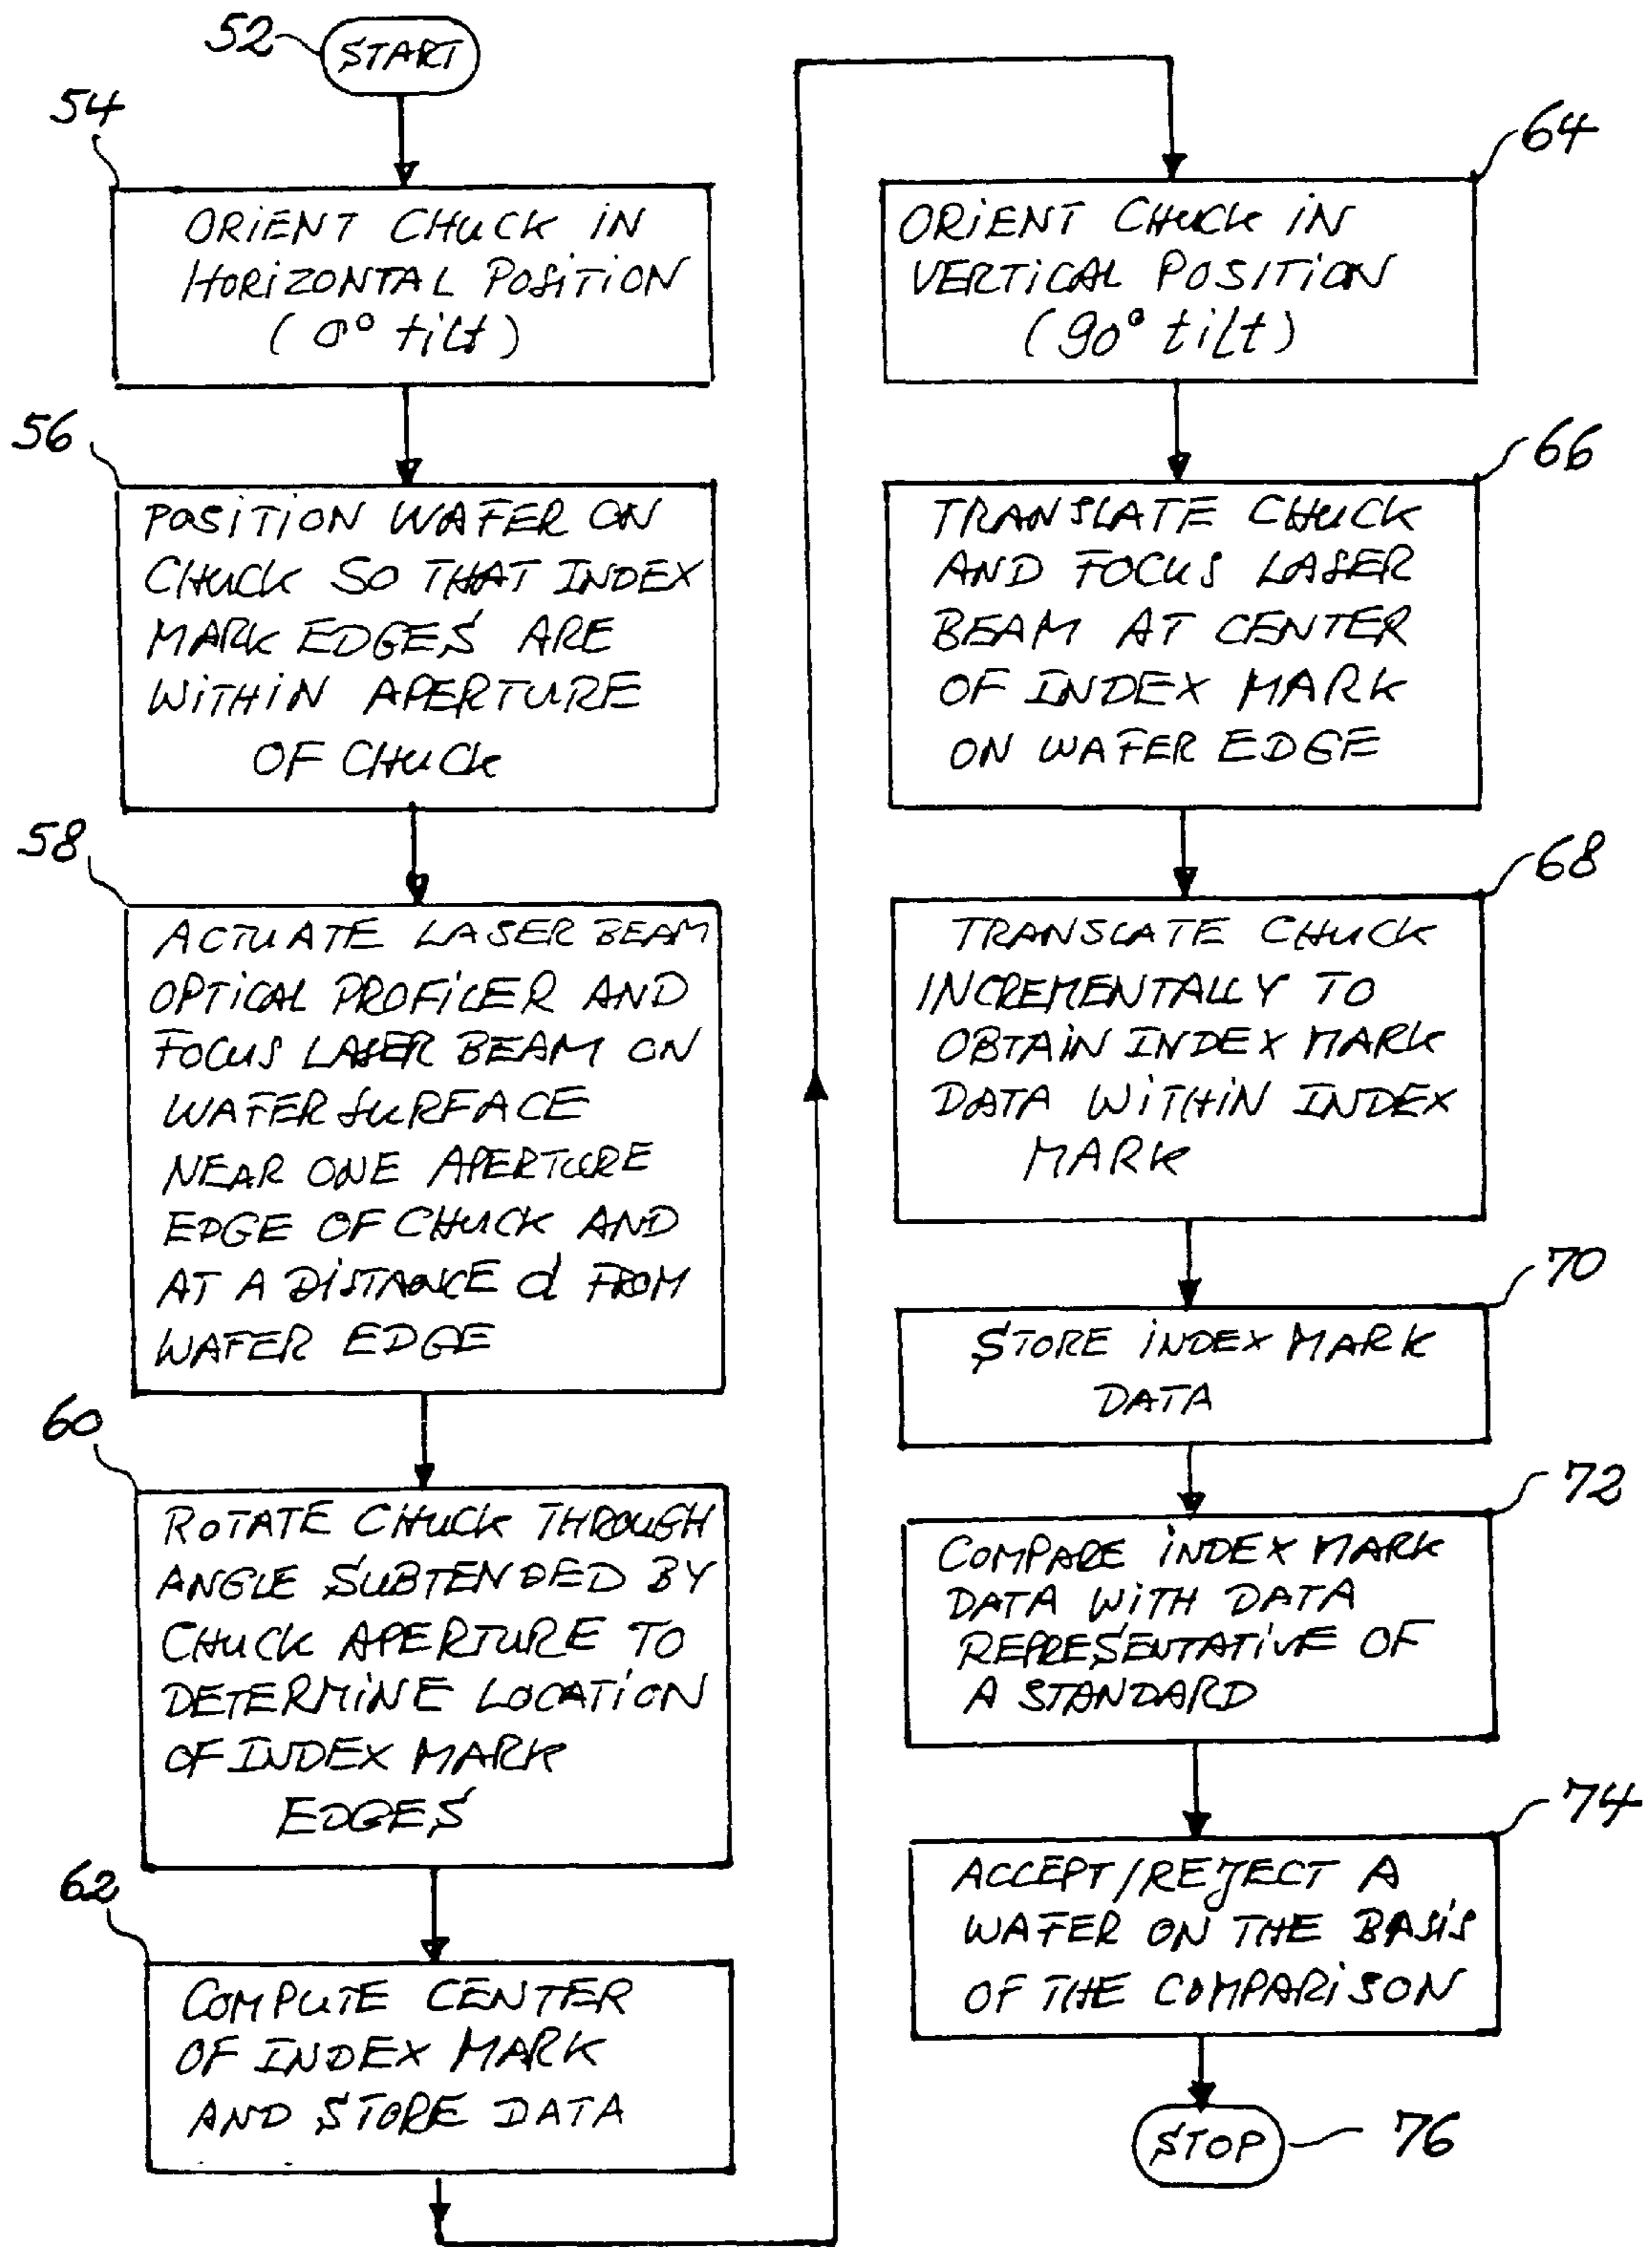 52
START
54
ORIENT CHUCK IN
HORIZONTAL POSITION
(0° tilt)
56
POSITION WAFER ON
CHUCK SO THAT INDEX
MARK EDGES ARE
WITHIN APERTURE
OF CHUCK
58
ACTUATE LASER BEAM
OPTICAL PROFILER AND
FOCUS LASER BEAM ON
WAFER SURFACE
NEAR ONE APERTURE
EDGE OF CHUCK AND
AT A DISTANCE d FROM
WAFER EDGE
60
ROTATE CHUCK THROUGH
ANGLE SUBTENDED BY
CHUCK APERTURE TO
DETERMINE LOCATION
OF INDEX MARK
EDGES
62
COMPUTE CENTER
OF INDEX MARK
AND STORE DATA
64
ORIENT CHUCK IN
VERTICAL POSITION
(90° tilt)
66
TRANSLATE CHUCK
AND FOCUS LASER
BEAM AT CENTER
OF INDEX MARK
ON WAFER EDGE
68
TRANSLATE CHUCK
INCREMENTALLY TO
OBTAIN INDEX MARK
DATA WITHIN INDEX
MARK
70
STORE INDEX MARK
DATA
72
COMPARE INDEX MARK
DATA WITH DATA
REPRESENTATIVE OF
A STANDARD
74
ACCEPT/REJECT A
WAFER ON THE BASIS
OF THE COMPARISON
STOP
76